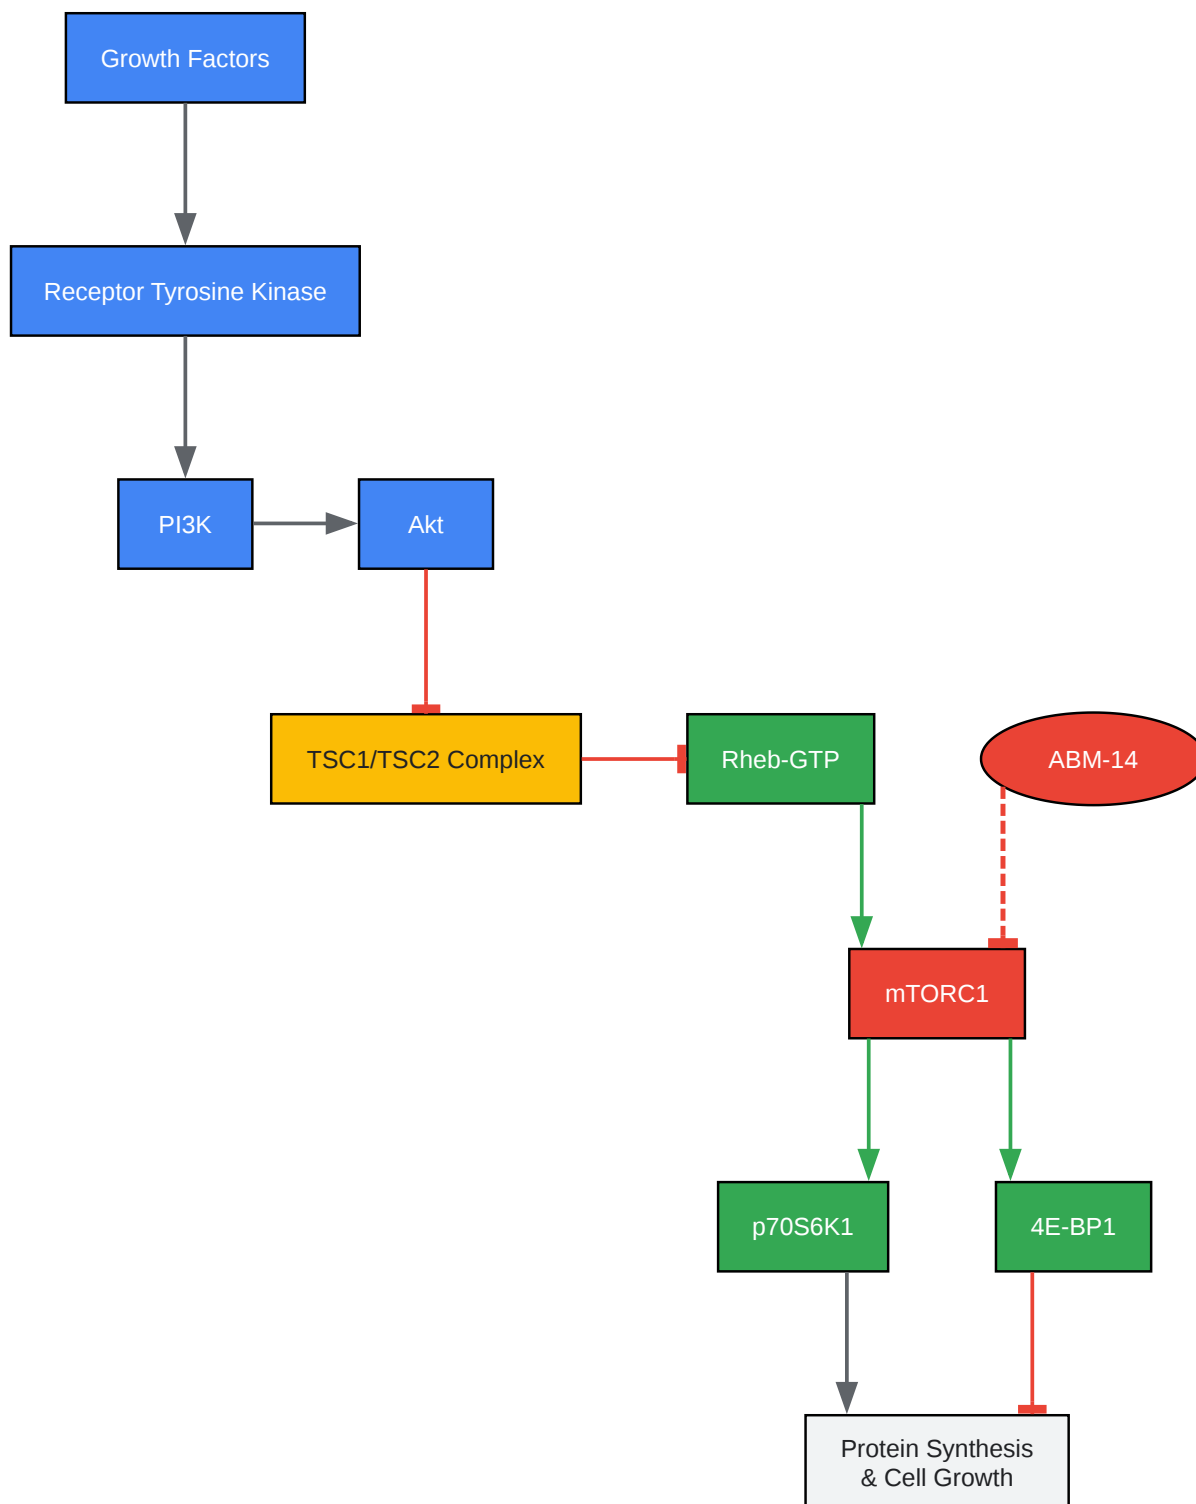 Growth Factors
Receptor Tyrosine Kinase
PI3K
Akt
TSC1/TSC2 Complex
Rheb-GTP
ABM-14
mTORC1
p70S6K1
4E-BP1
Protein Synthesis
& Cell Growth